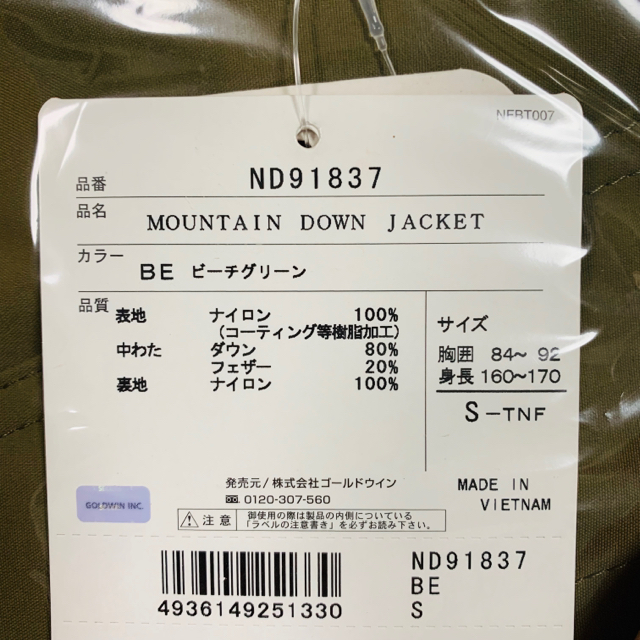 NFBT007
品番 ND91837
品名 MOUNTAIN DOWN JACKET
カラー BE ビーチグリーン
品質 表地 ナイロン 100%
(コーティング等樹脂加工)
中わた ダウン 80%
フェザー 20%
裏地 ナイロン 100%
サイズ
胸囲 84～ 92
身長 160～170
S-TNF
発売元/株式会社ゴールドウイン
0120-307-560
MADE IN
VIETNAM
GOLDWIN INC.
注意 御使用の際は製品の内側についている
「ラベルの注意書き」を必ずお読み下さい。
4936149251330
ND91837
BE
S